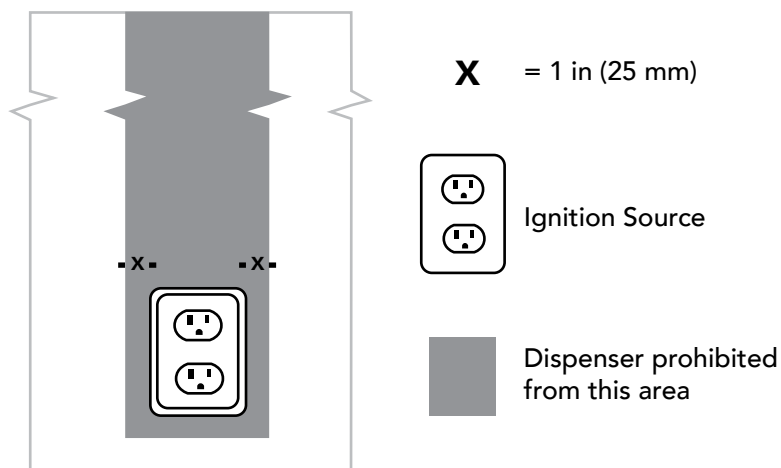 X = 1 in (25 mm)
Ignition Source
X X
Dispenser prohibited
from this area